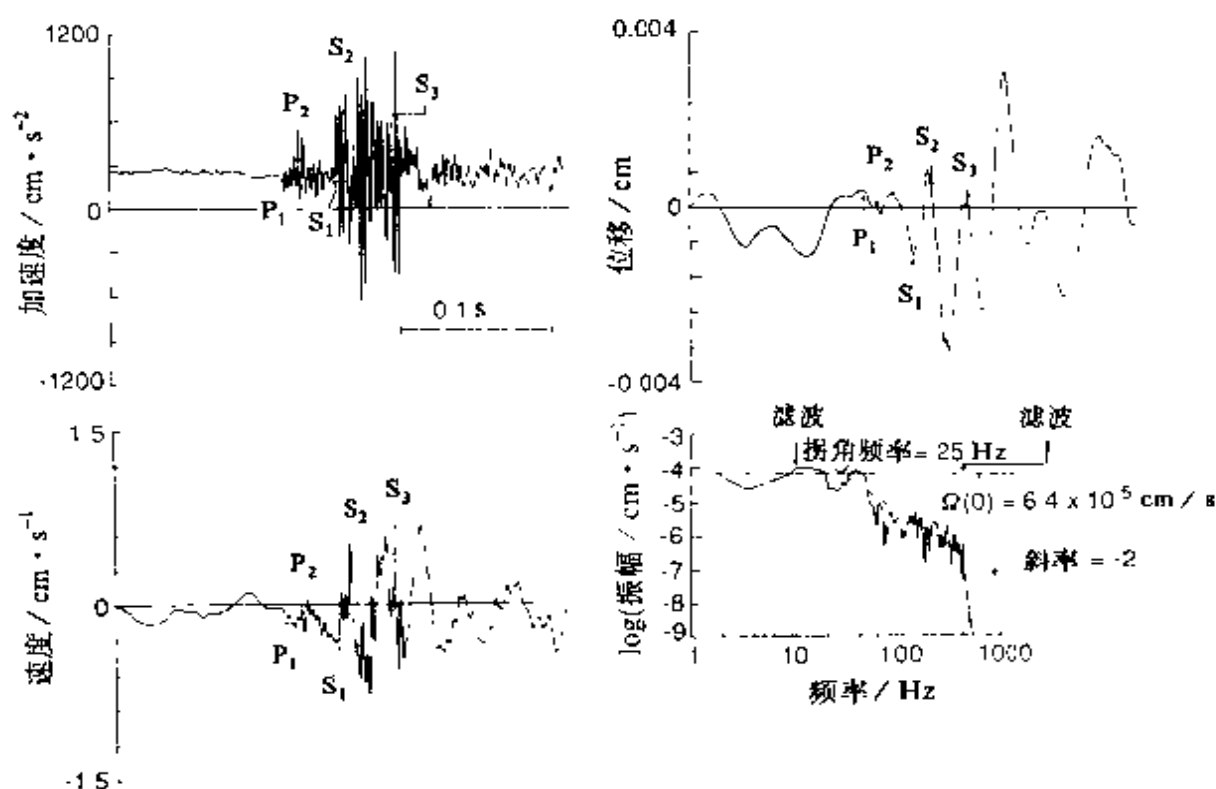 1200
0
-1200
加速度 / cm · s⁻²
P₁
P₂
S₁
S₂
S₃
0.1 s
0.004
0
-0.004
位移 / cm
P₁
P₂
S₁
S₂
S₃
1 5
0
-1.5
速度 / cm · s⁻¹
P₁
P₂
S₁
S₂
S₃
滤波
滤波
拐角频率 = 25 Hz
Ω(0) = 6 4 x 10⁻⁵ cm / s
斜率 = -2
-3
-4
-5
-6
-7
-8
-9
log(振幅 / cm · s⁻¹)
1
10
100
1000
频率 / Hz